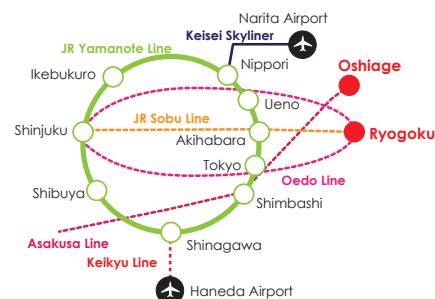 Narita Airport
Keisei Skyliner
JR Yamanote Line
Nippori
Oshiage
Ikebukuro
Ueno
JR Sobu Line
Shinjuku
Akihabara
Ryogoku
Tokyo
Oedo Line
Shibuya
Shimbashi
Asakusa Line
Shinagawa
Keikyu Line
Haneda Airport